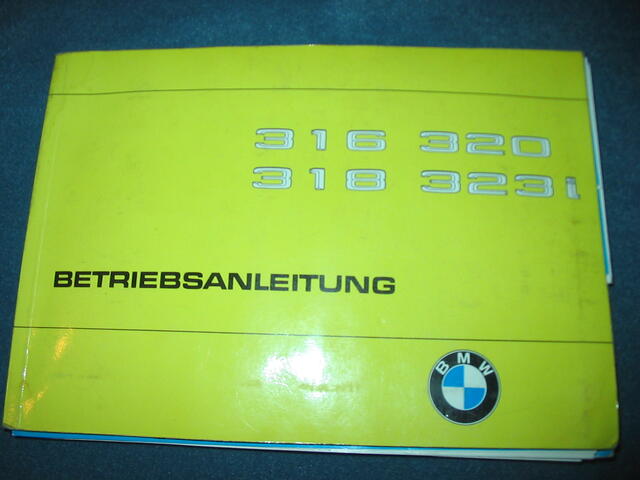 316 320
318 323i
BETRIEBSANLEITUNG
BMW